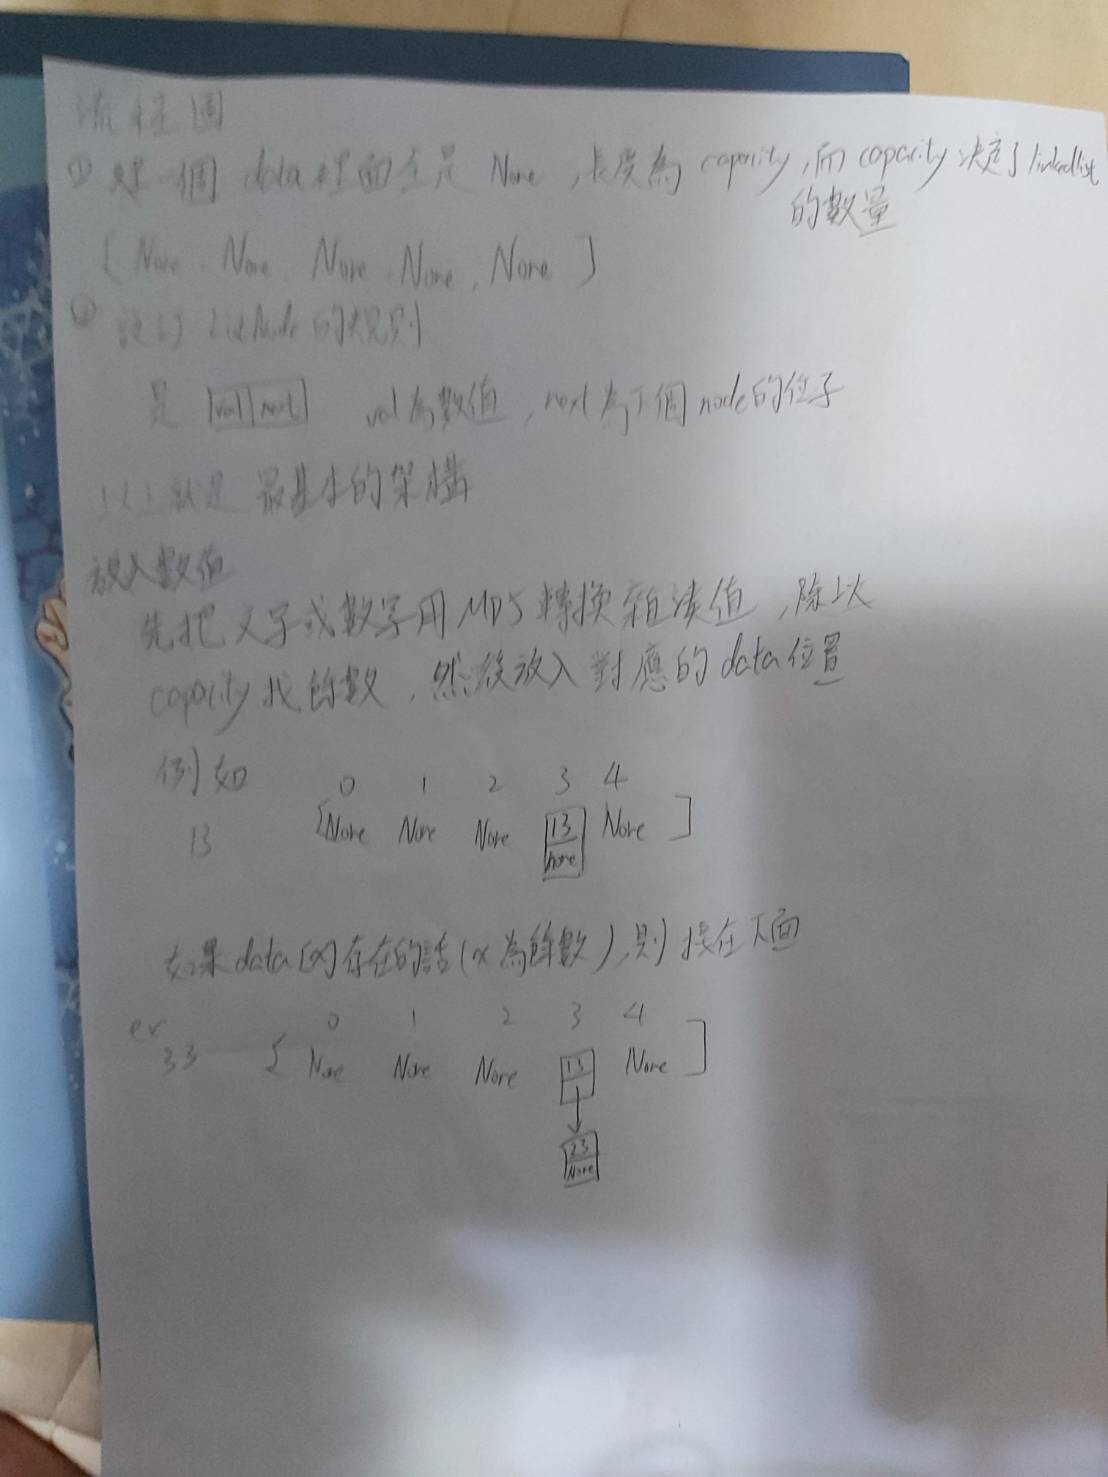 流程圖
① 建一個 data 裡面全是 None , 長度為 capacity , 而 capacity 決定了 linkedlist
的數量
[ None , None , None , None , None ]
② 設訂 ListNode 的規則
是 val next val 為數值 , next 為下個 node 的位子
以上就是 最基本的架構
放入數值
先把文字或數字用 MD5 轉換雜湊值 , 除以
capacity 找餘數 , 然後放入對應的 data 位置
例如 0 1 2 3 4
13 [None None None 13 None ]
None
如果 data [x] 存在的話 (x 為餘數) , 則接在下面
ex 0 1 2 3 4
33 [ None None None 13 None ]
23
None